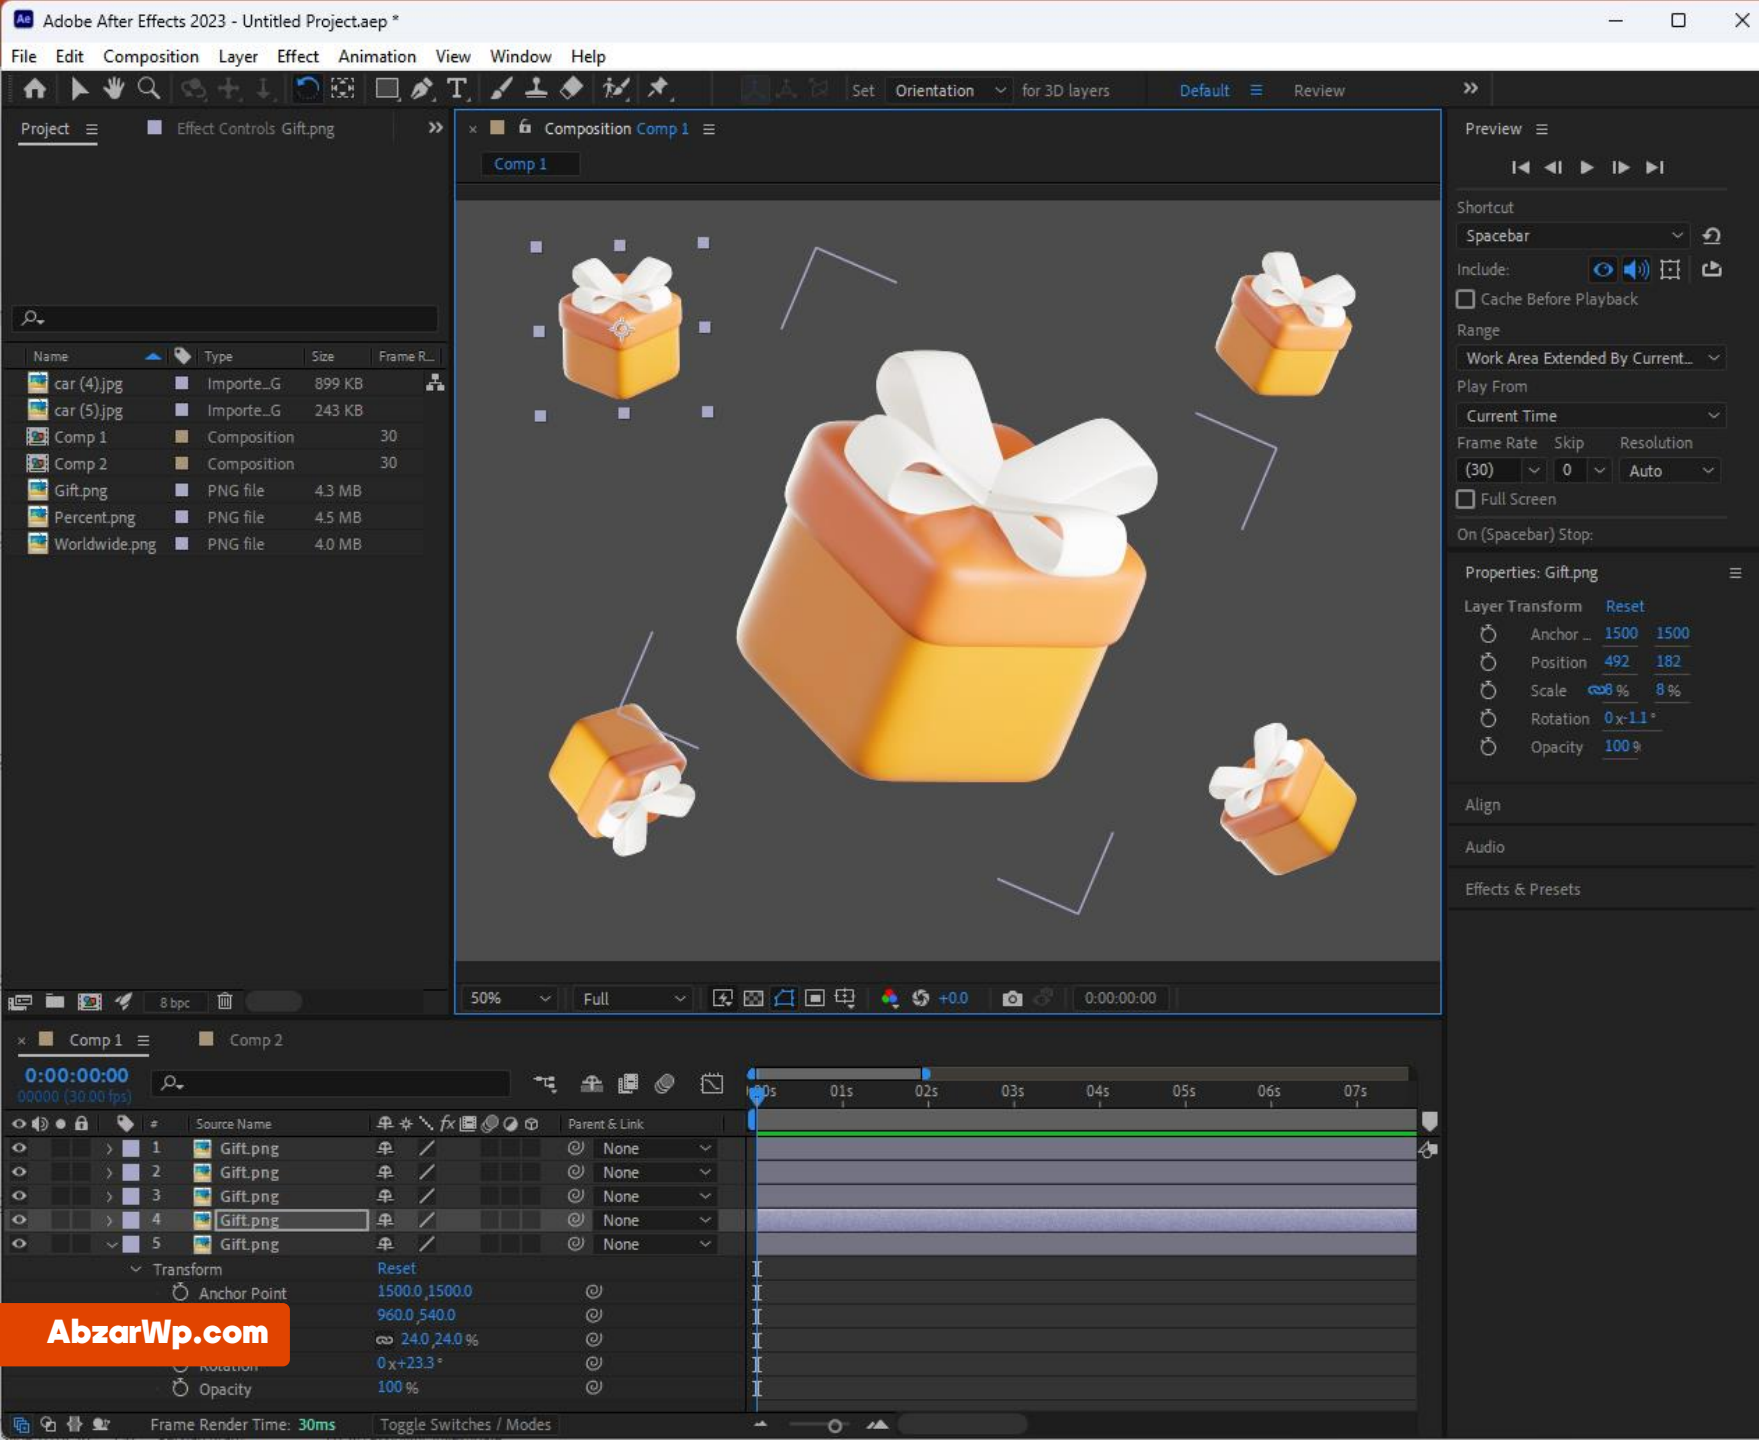 Ae Adobe After Effects 2023 - Untitled Project.aep *
File Edit Composition Layer Effect Animation View Window Help
Set Orientation for 3D layers Default Review
Project Effect Controls Gift.png
Composition Comp 1
Comp 1
Name Type Size Frame R...
car (4).jpg Importe...G 899 KB
car (5).jpg Importe...G 243 KB
Comp 1 Composition 30
Comp 2 Composition 30
Gift.png PNG file 4.3 MB
Percent.png PNG file 4.5 MB
Worldwide.png PNG file 4.0 MB
8 bpc
50% Full +0.0 0:00:00:00
Preview
Shortcut
Spacebar
Include:
Cache Before Playback
Range
Work Area Extended By Current...
Play From
Current Time
Frame Rate Skip Resolution
(30) 0 Auto
Full Screen
On (Spacebar) Stop:
Properties: Gift.png
Layer Transform Reset
Anchor ... 1500 1500
Position 492 182
Scale 8 % 8 %
Rotation 0 x-1.1 °
Opacity 100 %
Align
Audio
Effects & Presets
Comp 1 Comp 2
0:00:00:00
00000 (30.00 fps)
01s 02s 03s 04s 05s 06s 07s
# Source Name fx Parent & Link
1 Gift.png None
2 Gift.png None
3 Gift.png None
4 Gift.png None
5 Gift.png None
Transform Reset
Anchor Point 1500.0,1500.0
960.0,540.0
AbzarWp.com
24.0,24.0 %
Rotation 0 x+23.3 °
Opacity 100 %
Frame Render Time: 30ms Toggle Switches / Modes